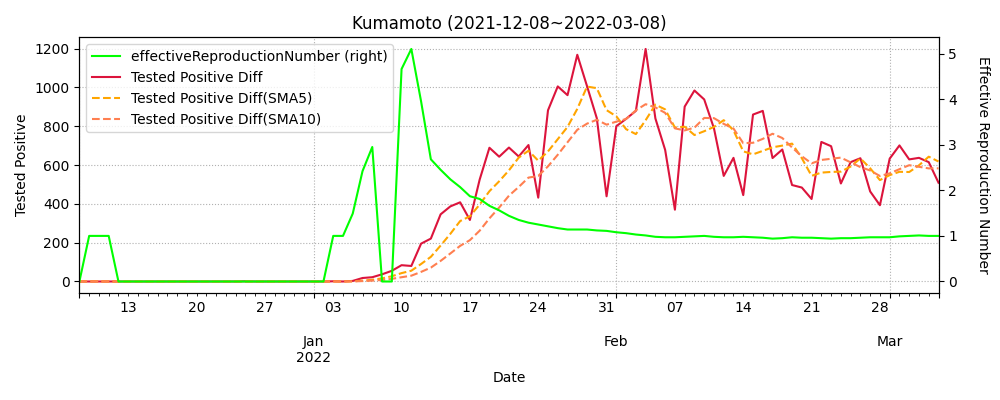 Kumamoto (2021-12-08~2022-03-08)
effectiveReproductionNumber (right)
Tested Positive Diff
Tested Positive Diff(SMA5)
Tested Positive Diff(SMA10)
Tested Positive
1200
1000
800
600
400
200
0
Effective Reproduction Number
5
4
3
2
1
0
13 20 27 03 10 17 24 31 07 14 21 28
Jan Feb Mar
2022
Date